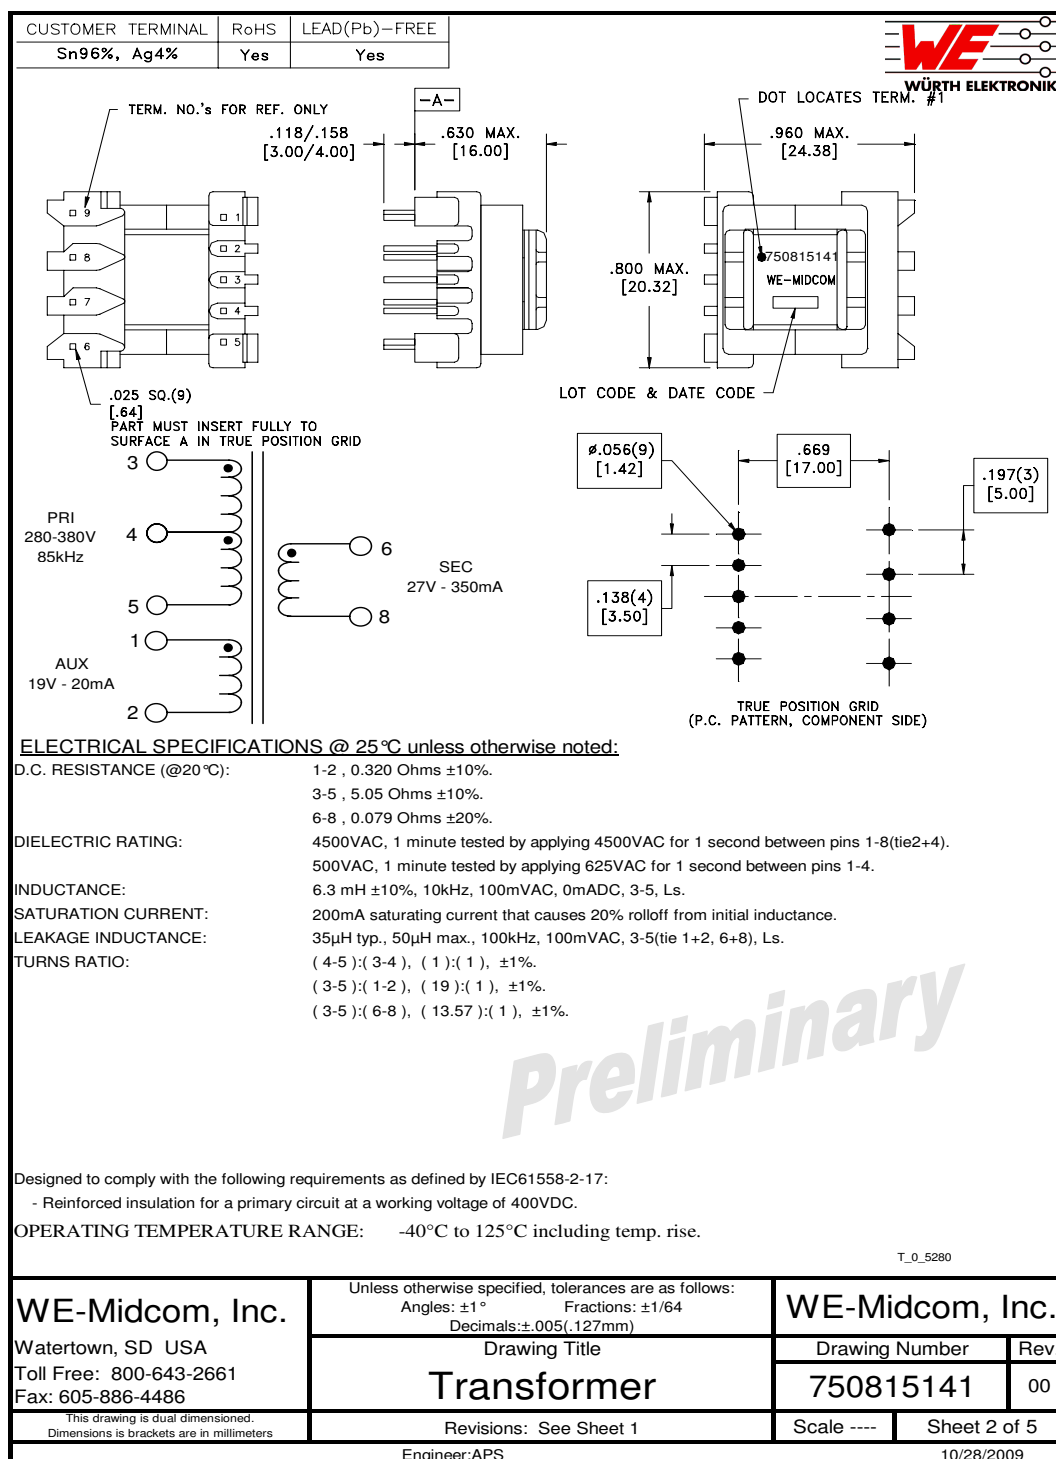 CUSTOMER TERMINAL RoHS LEAD(Pb)-FREE
Sn96%, Ag4% Yes Yes
WE
WÜRTH ELEKTRONIK
TERM. NO.'s FOR REF. ONLY
-A-
DOT LOCATES TERM. #1
.118/.158
[3.00/4.00]
.630 MAX.
[16.00]
.960 MAX.
[24.38]
9 1
8 2
7 3
4
6 5
.800 MAX.
[20.32]
750815141
WE-MIDCOM
LOT CODE & DATE CODE
.025 SQ.(9)
[.64]
PART MUST INSERT FULLY TO
SURFACE A IN TRUE POSITION GRID
ø.056(9)
[1.42]
.669
[17.00]
.197(3)
[5.00]
.138(4)
[3.50]
TRUE POSITION GRID
(P.C. PATTERN, COMPONENT SIDE)
3
PRI
280-380V
85kHz
4
5
6
SEC
27V - 350mA
8
1
AUX
19V - 20mA
2
ELECTRICAL SPECIFICATIONS @ 25°C unless otherwise noted:
D.C. RESISTANCE (@20°C): 1-2 , 0.320 Ohms ±10%.
3-5 , 5.05 Ohms ±10%.
6-8 , 0.079 Ohms ±20%.
DIELECTRIC RATING: 4500VAC, 1 minute tested by applying 4500VAC for 1 second between pins 1-8(tie2+4).
500VAC, 1 minute tested by applying 625VAC for 1 second between pins 1-4.
INDUCTANCE: 6.3 mH ±10%, 10kHz, 100mVAC, 0mADC, 3-5, Ls.
SATURATION CURRENT: 200mA saturating current that causes 20% rolloff from initial inductance.
LEAKAGE INDUCTANCE: 35µH typ., 50µH max., 100kHz, 100mVAC, 3-5(tie 1+2, 6+8), Ls.
TURNS RATIO: ( 4-5 ):( 3-4 ), ( 1 ):( 1 ), ±1%.
( 3-5 ):( 1-2 ), ( 19 ):( 1 ), ±1%.
( 3-5 ):( 6-8 ), ( 13.57 ):( 1 ), ±1%.
Preliminary
Designed to comply with the following requirements as defined by IEC61558-2-17:
- Reinforced insulation for a primary circuit at a working voltage of 400VDC.
OPERATING TEMPERATURE RANGE: -40°C to 125°C including temp. rise.
T_0_5280
WE-Midcom, Inc.
Watertown, SD USA
Toll Free: 800-643-2661
Fax: 605-886-4486
This drawing is dual dimensioned.
Dimensions is brackets are in millimeters
Unless otherwise specified, tolerances are as follows:
Angles: ±1° Fractions: ±1/64
Decimals:±.005(.127mm)
Drawing Title
Transformer
Revisions: See Sheet 1
WE-Midcom, Inc.
Drawing Number Rev.
750815141 00
Scale ---- Sheet 2 of 5
Engineer:APS 10/28/2009